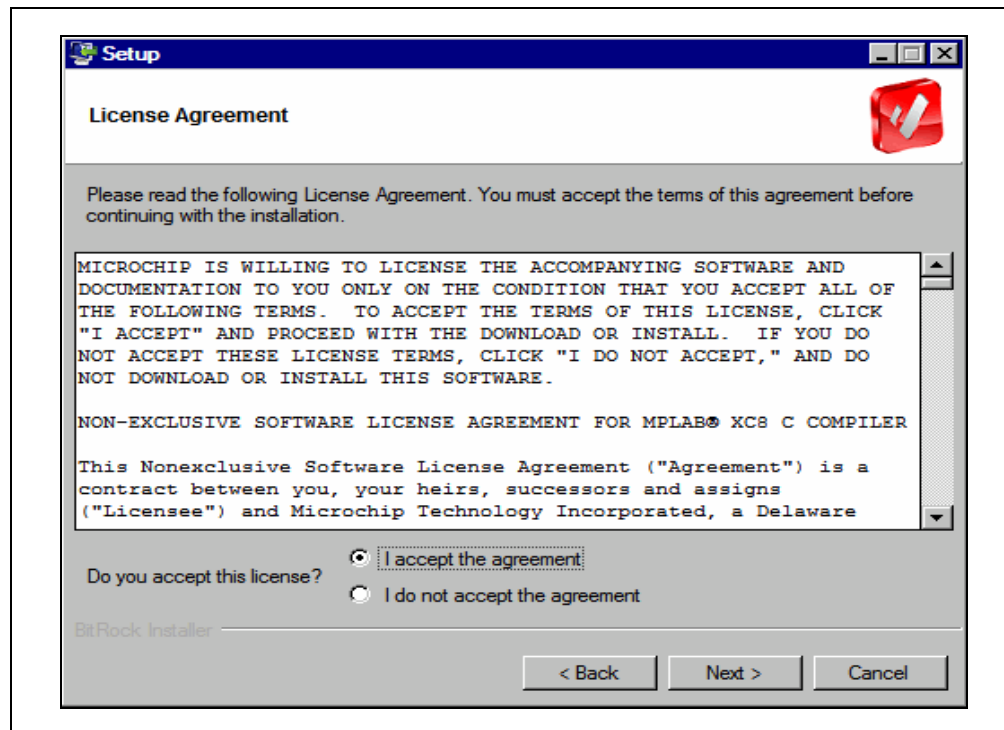 Setup
License Agreement
Please read the following License Agreement. You must accept the terms of this agreement before
continuing with the installation.
MICROCHIP IS WILLING TO LICENSE THE ACCOMPANYING SOFTWARE AND
DOCUMENTATION TO YOU ONLY ON THE CONDITION THAT YOU ACCEPT ALL OF
THE FOLLOWING TERMS.  TO ACCEPT THE TERMS OF THIS LICENSE, CLICK
"I ACCEPT" AND PROCEED WITH THE DOWNLOAD OR INSTALL.  IF YOU DO
NOT ACCEPT THESE LICENSE TERMS, CLICK "I DO NOT ACCEPT," AND DO
NOT DOWNLOAD OR INSTALL THIS SOFTWARE.
NON-EXCLUSIVE SOFTWARE LICENSE AGREEMENT FOR MPLAB® XC8 C COMPILER
This Nonexclusive Software License Agreement ("Agreement") is a
contract between you, your heirs, successors and assigns
("Licensee") and Microchip Technology Incorporated, a Delaware
Do you accept this license?
I accept the agreement
I do not accept the agreement
BitRock Installer
< Back
Next >
Cancel